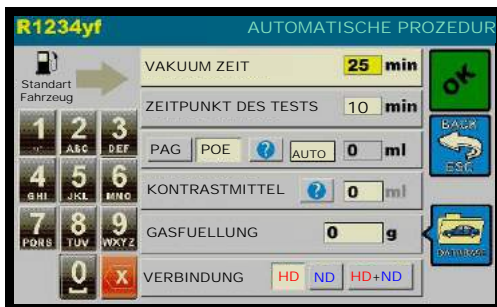 R1234yf AUTOMATISCHE PROZEDUR
Standart
Fahrzeug
VAKUUM ZEIT 25 min
OK
ZEITPUNKT DES TESTS 10 min
1 2 ABC 3 DEF
PAG POE ? AUTO 0 ml
BACK
ESC
4 GHI 5 JKL 6 MNO
KONTRASTMITTEL ? 0 ml
7 PQRS 8 TUV 9 WXYZ
GASFUELLUNG 0 g
DATABASE
0 X
VERBINDUNG HD ND HD+ND